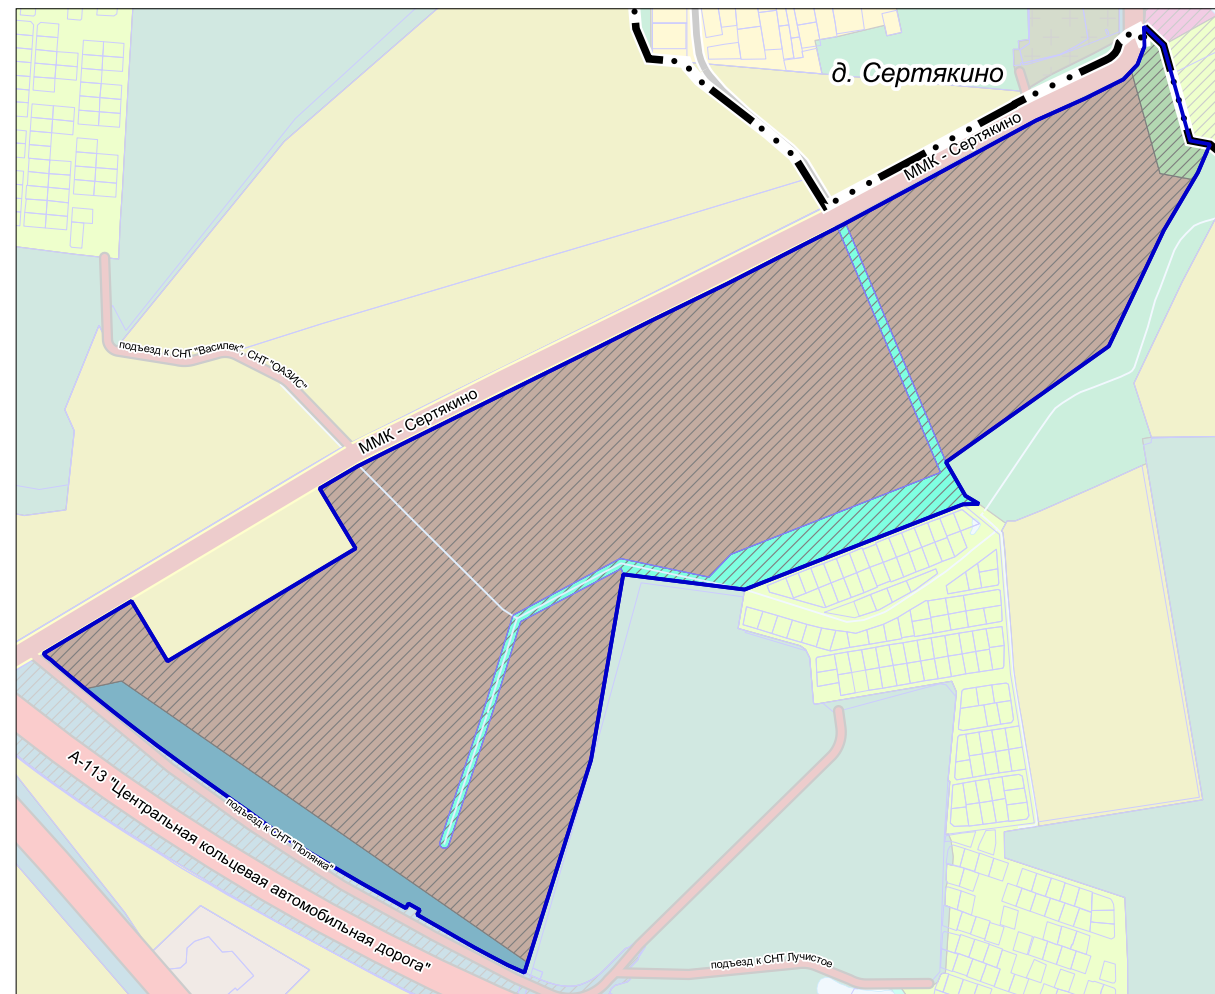 д. Сертякино
ММК - Сертякино
подъезд к СНТ "Василек", СНТ "ОАЗИС"
ММК - Сертякино
А-113 "Центральная кольцевая автомобильная дорога"
подъезд к СНТ "Полянка"
подъезд к СНТ Лучистое